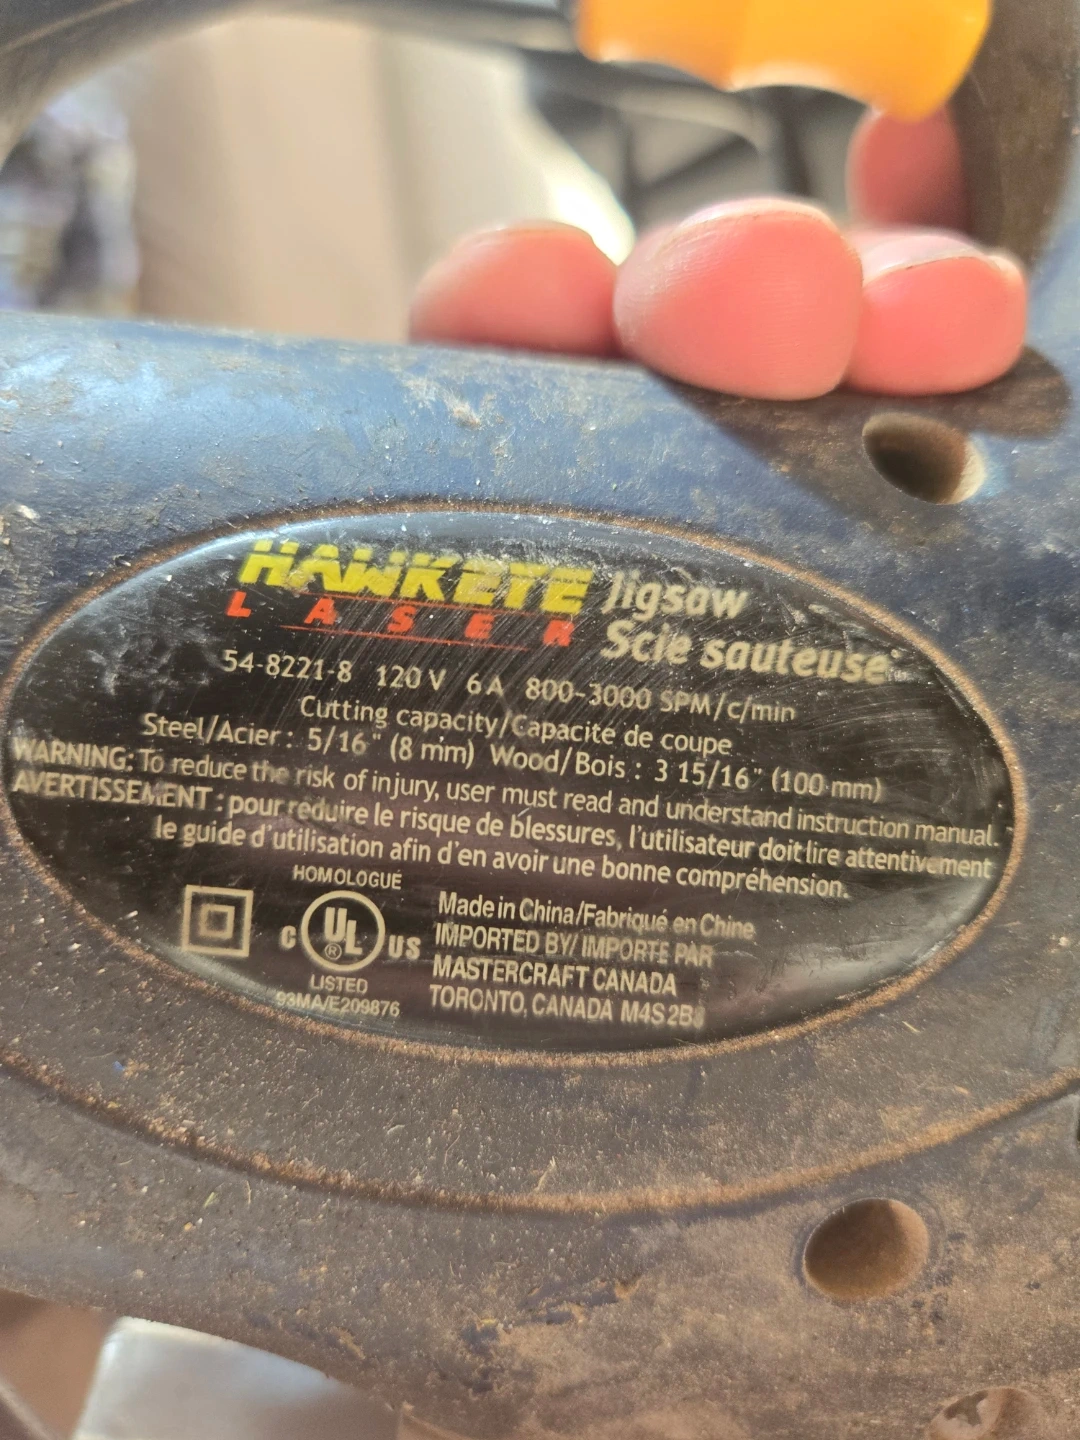 HAWKEYE Jigsaw
LASER Scie sauteuse
54-8221-8 120 V 6 A 800-3000 SPM/c/min
Cutting capacity/Capacité de coupe
Steel/Acier : 5/16" (8 mm) Wood/Bois : 3 15/16" (100 mm)
WARNING: To reduce the risk of injury, user must read and understand instruction manual.
AVERTISSEMENT : pour réduire le risque de blessures, l'utilisateur doit lire attentivement
le guide d'utilisation afin d'en avoir une bonne compréhension.
HOMOLOGUÉ
C UL ® US
LISTED
93MA/E209876
Made in China/Fabriqué en Chine
IMPORTED BY/ IMPORTÉ PAR
MASTERCRAFT CANADA
TORONTO, CANADA M4S